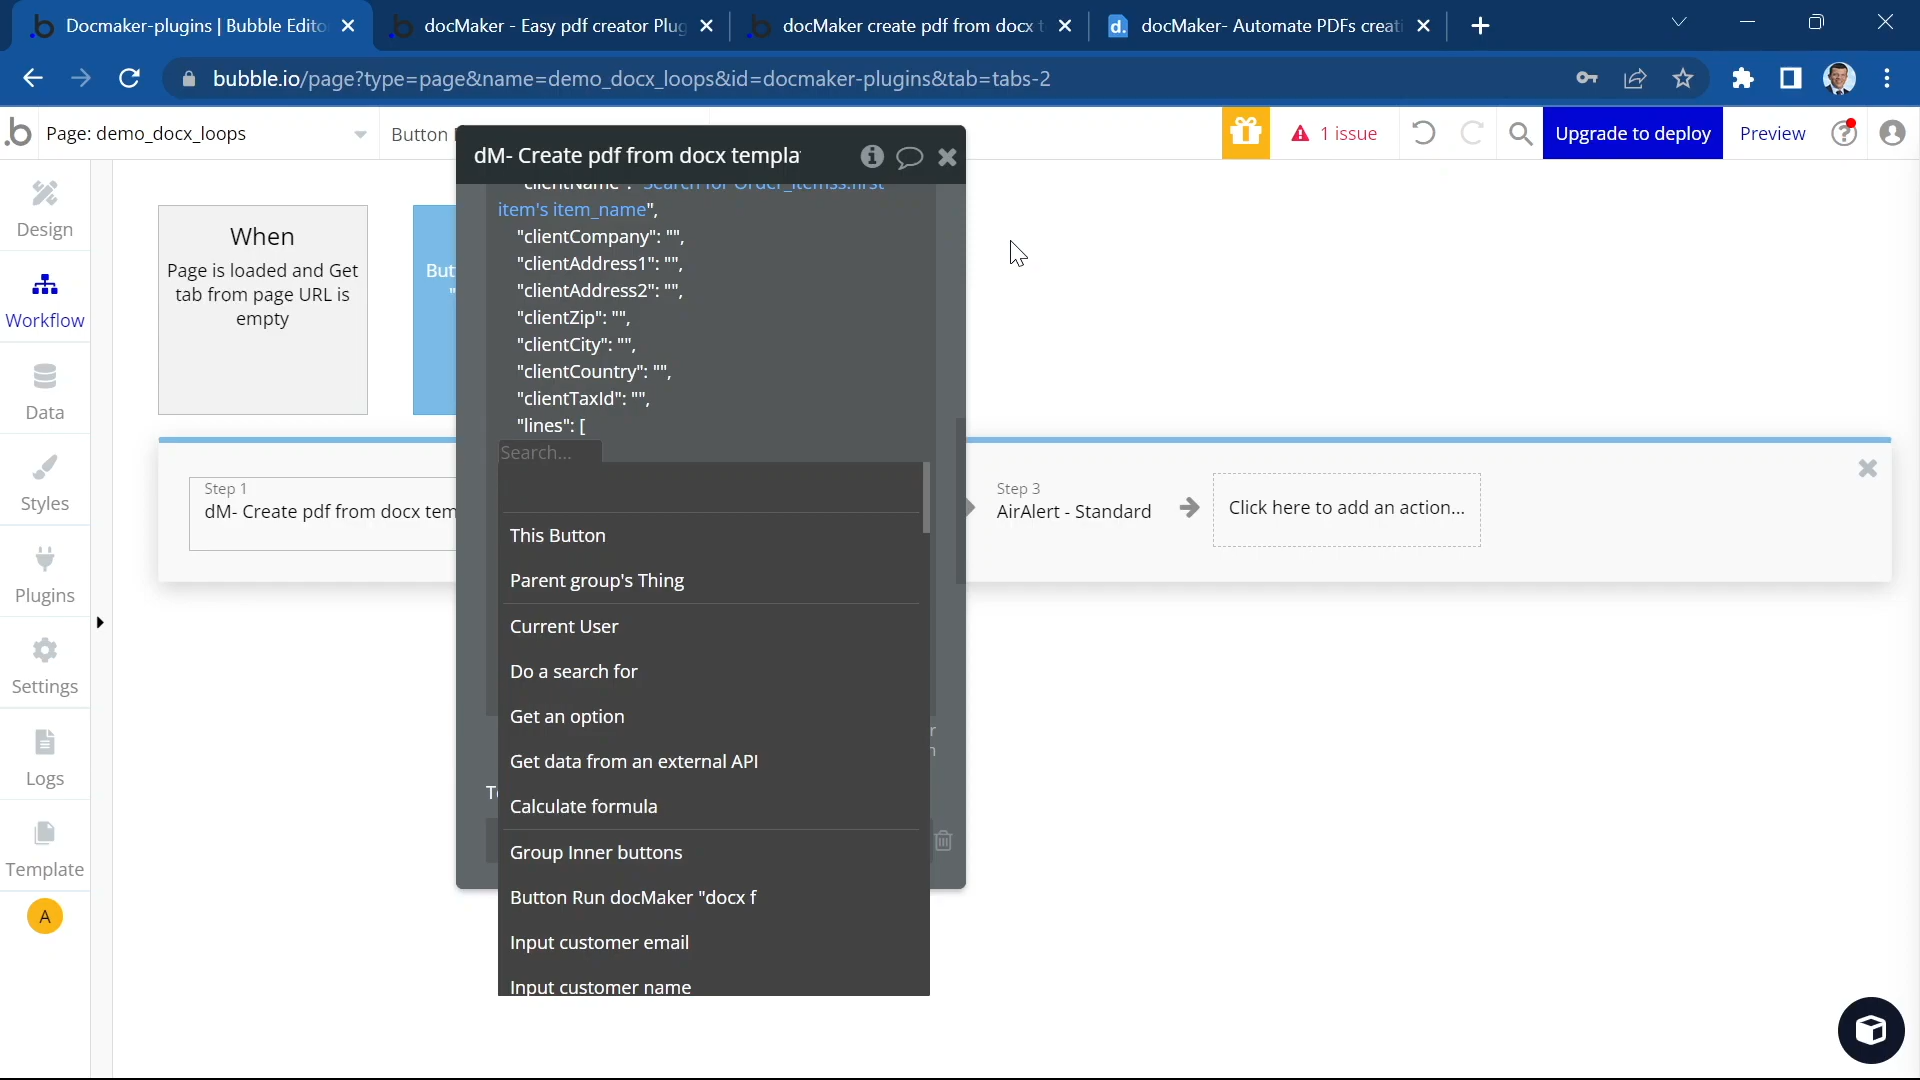 Docmaker-plugins | Bubble Edito
docMaker - Easy pdf creator Plug
docMaker create pdf from docx t
docMaker- Automate PDFs creati
bubble.io/page?type=page&name=demo_docx_loops&id=docmaker-plugins&tab=tabs-2
Page: demo_docx_loops
Button
1 issue
Upgrade to deploy
Preview
dM- Create pdf from docx templa
Design
Workflow
Data
Styles
Plugins
Settings
Logs
Template
A
When
Page is loaded and Get
tab from page URL is
empty
But
"clientName": "Search for Order_Itemss:first
item's item_name",
"clientCompany": "",
"clientAddress1": "",
"clientAddress2": "",
"clientZip": "",
"clientCity": "",
"clientCountry": "",
"clientTaxId": "",
"lines": [
Search...
This Button
Parent group's Thing
Current User
Do a search for
Get an option
Get data from an external API
Calculate formula
Group Inner buttons
Button Run docMaker "docx f
Input customer email
Input customer name
Step 1
dM- Create pdf from docx tem
Step 3
AirAlert - Standard
Click here to add an action...